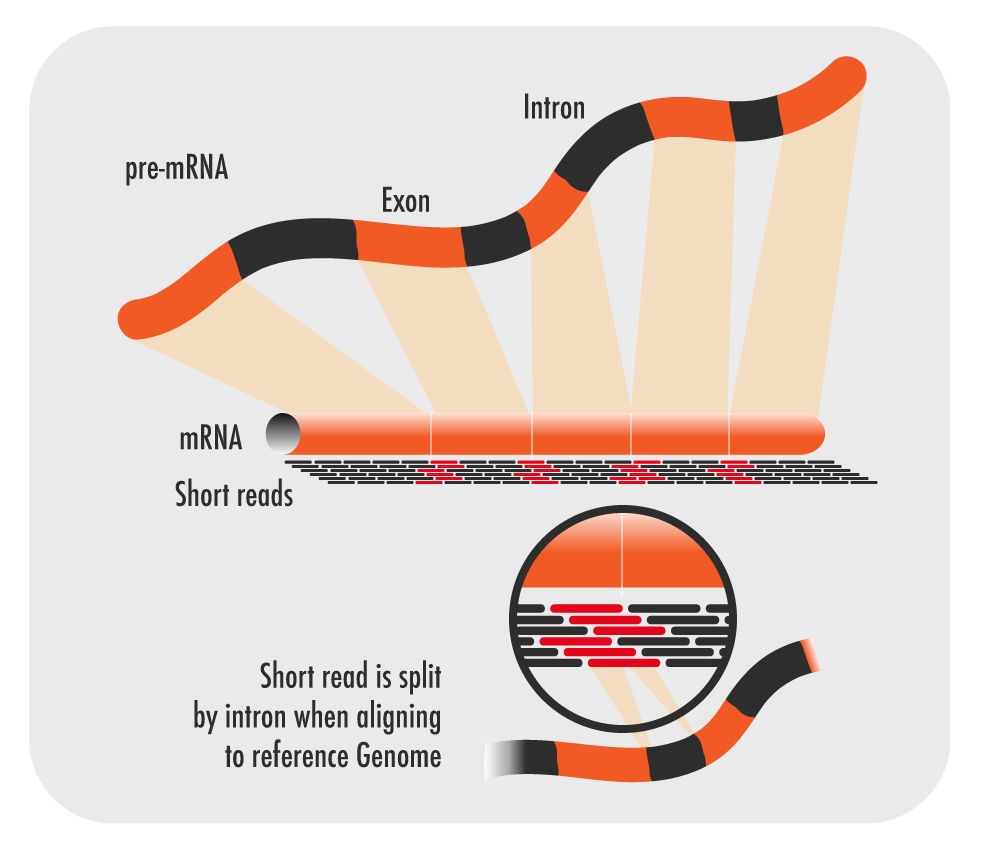 Intron
pre-mRNA
Exon
mRNA
Short reads
Short read is split
by intron when aligning
to reference Genome